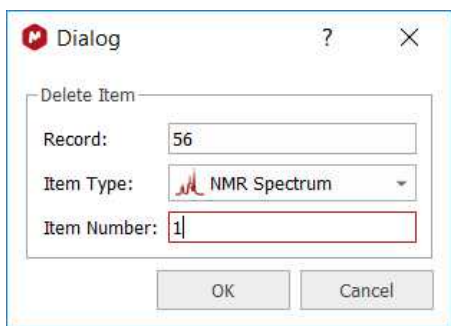 Dialog ?
Delete Item
Record: 56
Item Type: NMR Spectrum
Item Number: 1
OK Cancel